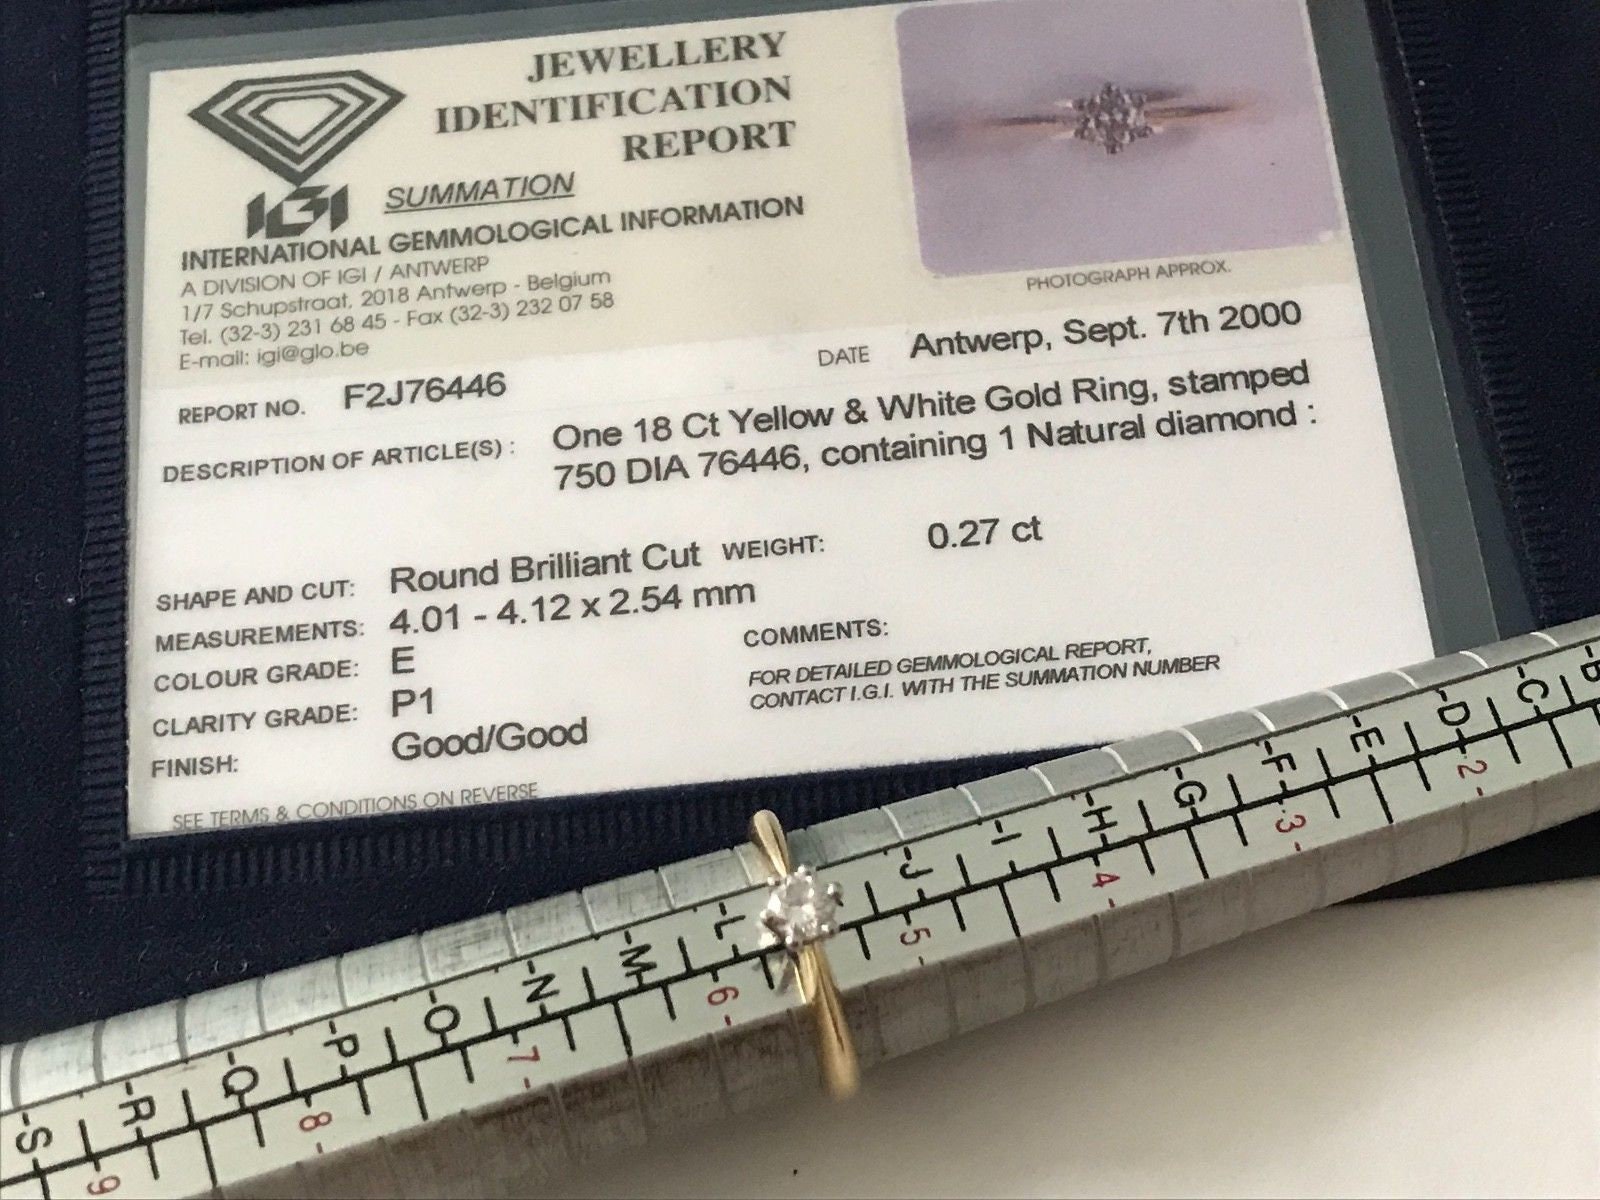 JEWELLERY
IDENTIFICATION
REPORT
IGI
SUMMATION
INTERNATIONAL GEMMOLOGICAL INFORMATION
A DIVISION OF IGI / ANTWERP
1/7 Schupstraat, 2018 Antwerp - Belgium
Tel. (32-3) 231 68 45 - Fax (32-3) 232 07 58
E-mail: igi@glo.be
PHOTOGRAPH APPROX.
DATE Antwerp, Sept. 7th 2000
REPORT NO. F2J76446
DESCRIPTION OF ARTICLE(S) : One 18 Ct Yellow & White Gold Ring, stamped
750 DIA 76446, containing 1 Natural diamond :
SHAPE AND CUT: Round Brilliant Cut WEIGHT: 0.27 ct
MEASUREMENTS: 4.01 - 4.12 x 2.54 mm
COLOUR GRADE: E
CLARITY GRADE: P1
FINISH: Good/Good
COMMENTS:
FOR DETAILED GEMMOLOGICAL REPORT,
CONTACT I.G.I. WITH THE SUMMATION NUMBER
SEE TERMS & CONDITIONS ON REVERSE
-S -R -Q -P -O -N -M -L -J -I -H -G -F -E -D -C -B
9 8- 7- 6- 5- 4- 3- 2-